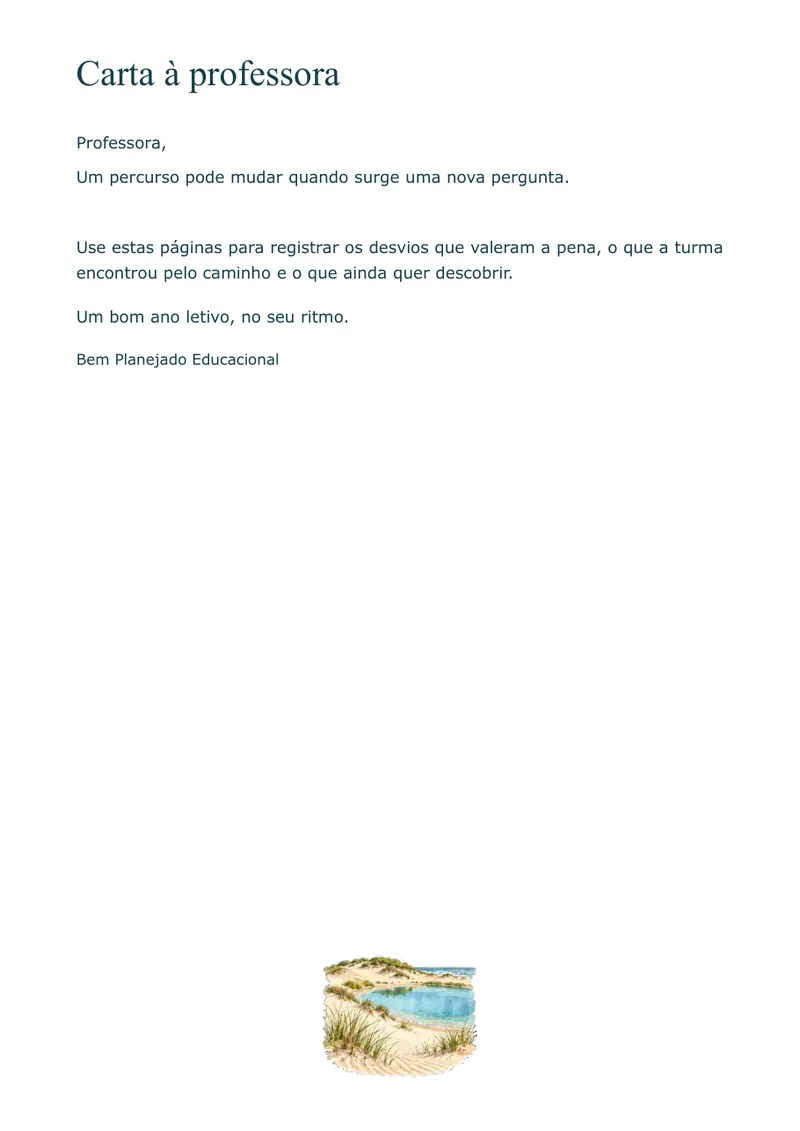 Carta à professora
Professora,
Um percurso pode mudar quando surge uma nova pergunta.
Use estas páginas para registrar os desvios que valeram a pena, o que a turma
encontrou pelo caminho e o que ainda quer descobrir.
Um bom ano letivo, no seu ritmo.
Bem Planejado Educacional